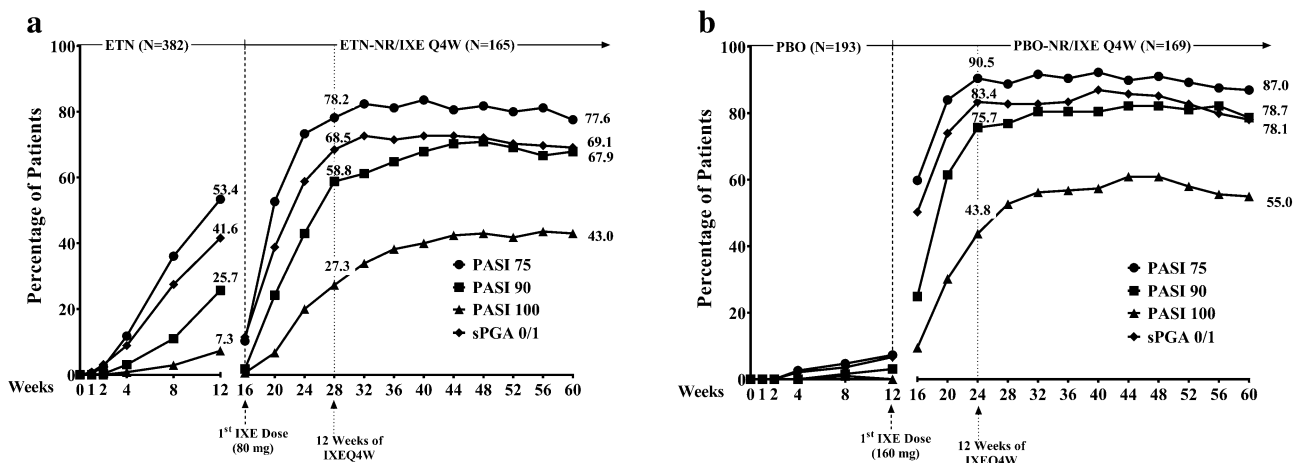 a
ETN (N=382)
ETN-NR/IXE Q4W (N=165)
Percentage of Patients
100
80
60
40
20
0
53.4
41.6
25.7
7.3
78.2
68.5
58.8
27.3
77.6
69.1
67.9
43.0
PASI 75
PASI 90
PASI 100
sPGA 0/1
Weeks
0 1 2 4 8 12 16 20 24 28 32 36 40 44 48 52 56 60
1st IXE Dose
(80 mg)
12 Weeks of
IXEQ4W
b
PBO (N=193)
PBO-NR/IXE Q4W (N=169)
Percentage of Patients
100
80
60
40
20
0
90.5
83.4
75.7
43.8
87.0
78.7
78.1
55.0
PASI 75
PASI 90
PASI 100
sPGA 0/1
Weeks
0 1 2 4 8 12 16 20 24 28 32 36 40 44 48 52 56 60
1st IXE Dose
(160 mg)
12 Weeks of
IXEQ4W